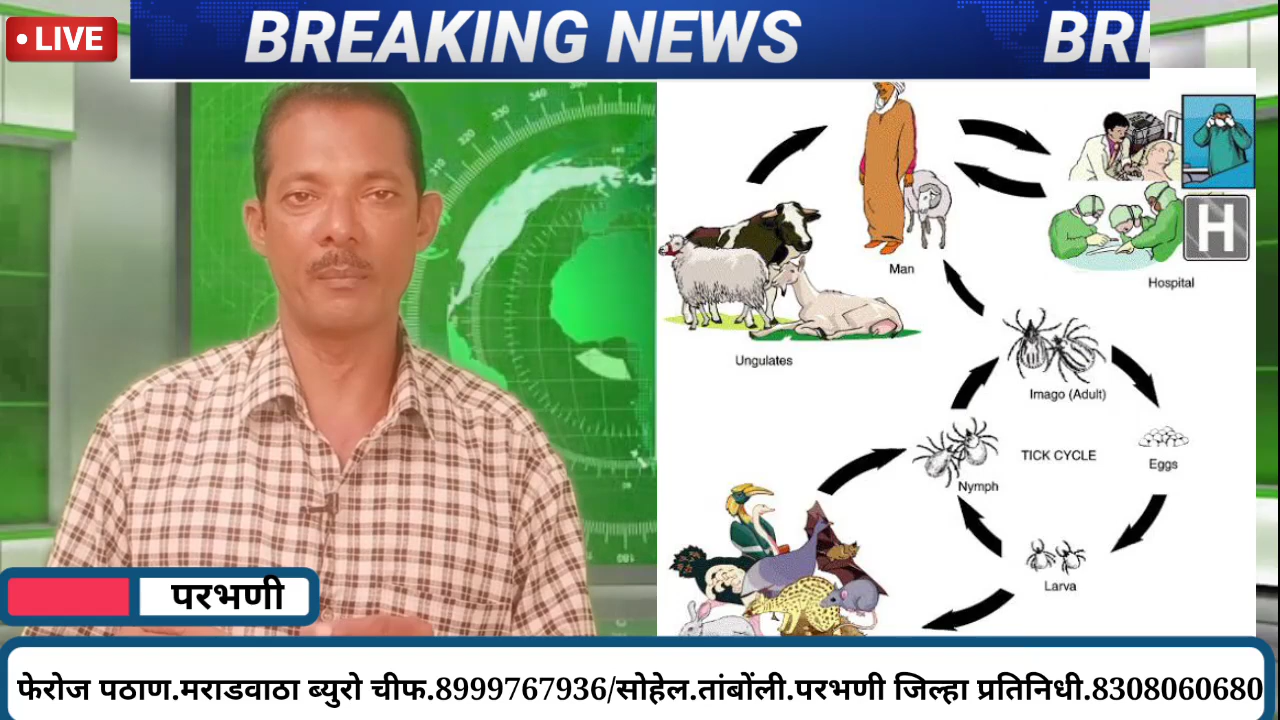 LIVE
BREAKING NEWS
BRE
Man
Hospital
H
Ungulates
Imago (Adult)
TICK CYCLE
Eggs
Nymph
Larva
परभणी
फेरोज पठाण.मराडवाठा ब्युरो चीफ.8999767936/सोहेल.तांबोंली.परभणी जिल्हा प्रतिनिधी.8308060680